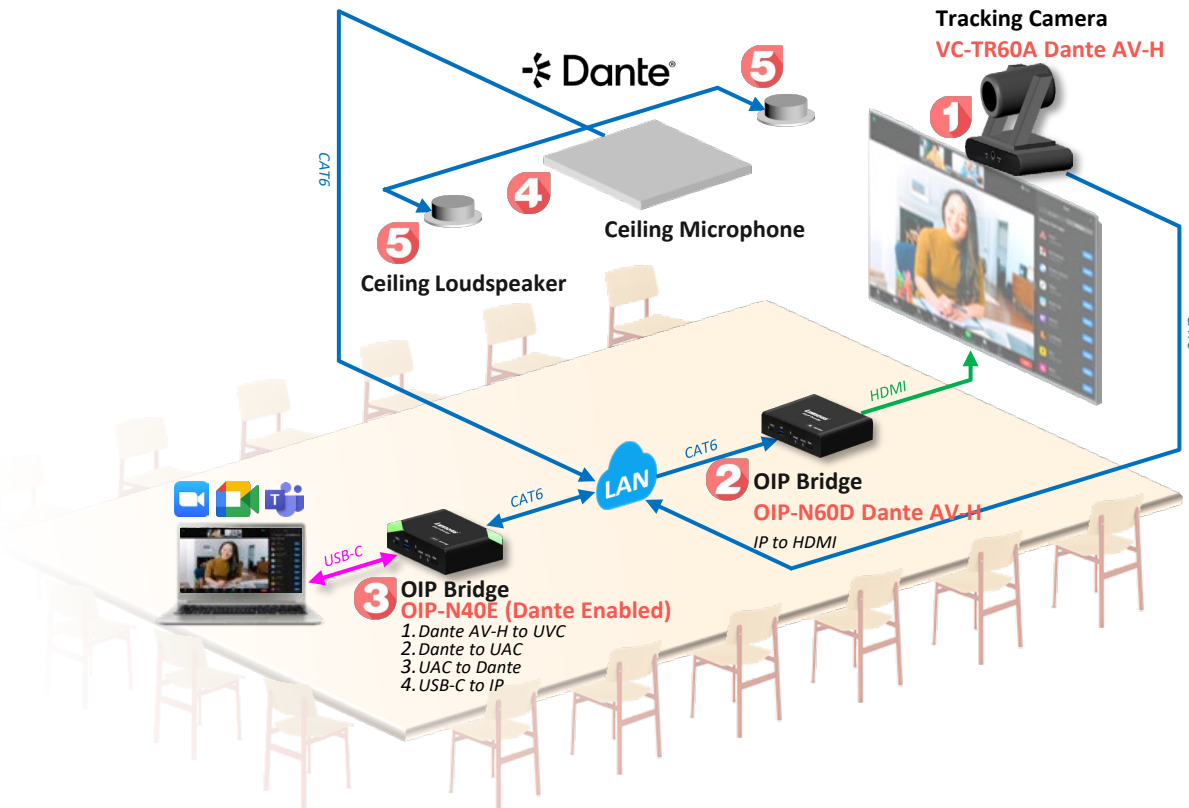 Tracking Camera
VC-TR60A Dante AV-H
1
Dante®
5
CAT6
4
5
Ceiling Microphone
Ceiling Loudspeaker
HDMI
CAT6
LAN
2
OIP Bridge
OIP-N60D Dante AV-H
IP to HDMI
CAT6
USB-C
3
OIP Bridge
OIP-N40E (Dante Enabled)
1. Dante AV-H to UVC
2. Dante to UAC
3. UAC to Dante
4. USB-C to IP